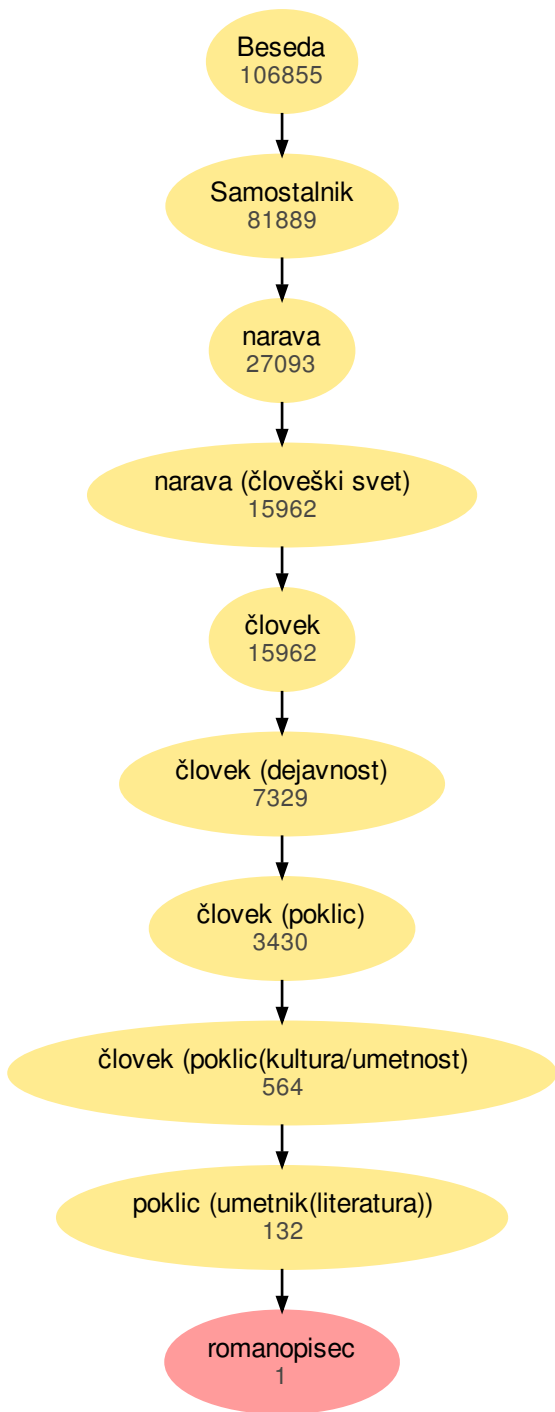 Beseda
106855
Samostalnik
81889
narava
27093
narava (človeški svet)
15962
človek
15962
človek (dejavnost)
7329
človek (poklic)
3430
človek (poklic(kultura/umetnost)
564
poklic (umetnik(literatura))
132
romanopisec
1